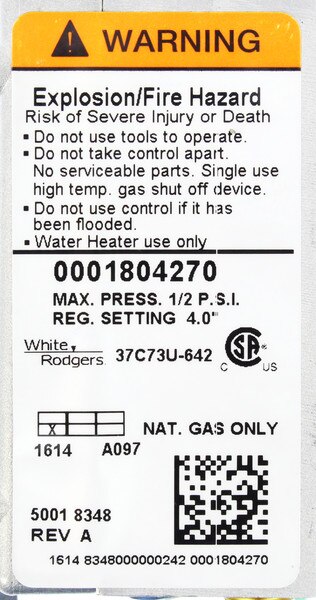 WARNING
Explosion/Fire Hazard
Risk of Severe Injury or Death
▪ Do not use tools to operate.
▪ Do not take control apart.
No serviceable parts. Single use
high temp. gas shut off device.
▪ Do not use control if it has
been flooded.
▪ Water Heater use only
0001804270
MAX. PRESS. 1/2 P.S.I.
REG. SETTING 4.0"
White
Rodgers 37C73U-642 C SA US
X
NAT. GAS ONLY
1614 A097
5001 8348
REV A
1614 8348000000242 0001804270